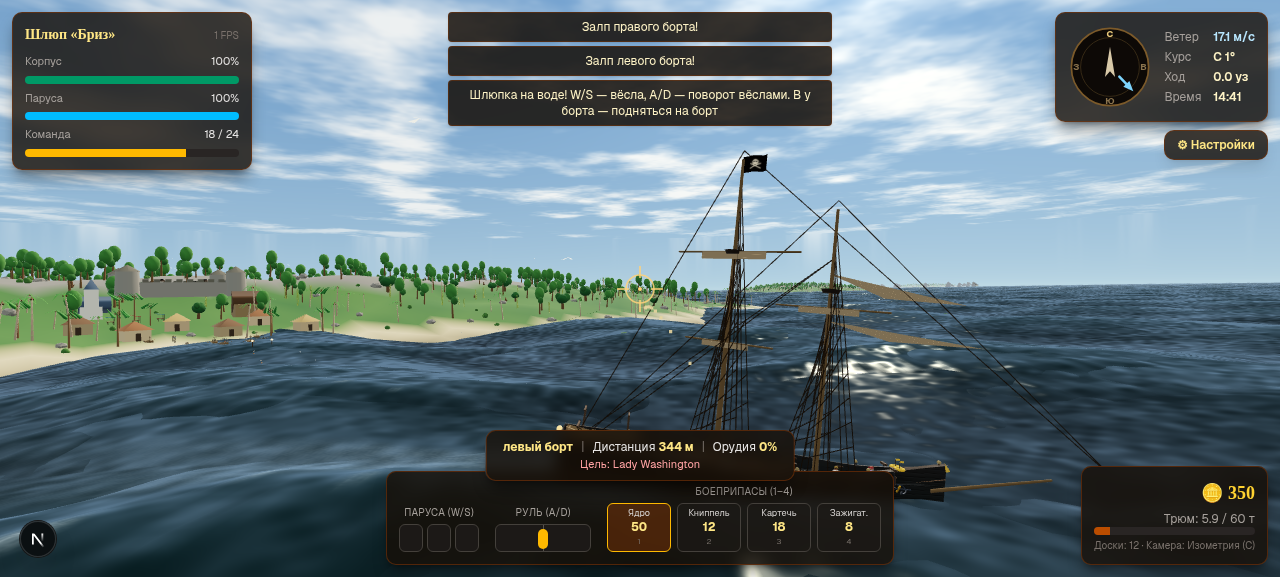 Шлюп «Бриз»
1 FPS
Корпус 100%
Паруса 100%
Команда 18 / 24
Залп правого борта!
Залп левого борта!
Шлюпка на воде! W/S — вёсла, A/D — поворот вёслами. B у
борта — подняться на борт
С
З
В
Ю
Ветер 17.1 м/с
Курс С 1°
Ход 0.0 уз
Время 14:41
⚙ Настройки
левый борт | Дистанция 344 м | Орудия 0%
Цель: Lady Washington
БОЕПРИПАСЫ (1–4)
ПАРУСА (W/S)
РУЛЬ (A/D)
Ядро
50
1
Книппель
12
2
Картечь
18
3
Зажигат.
8
4
350
Трюм: 5.9 / 60 т
Доски: 12 · Камера: Изометрия (C)
N